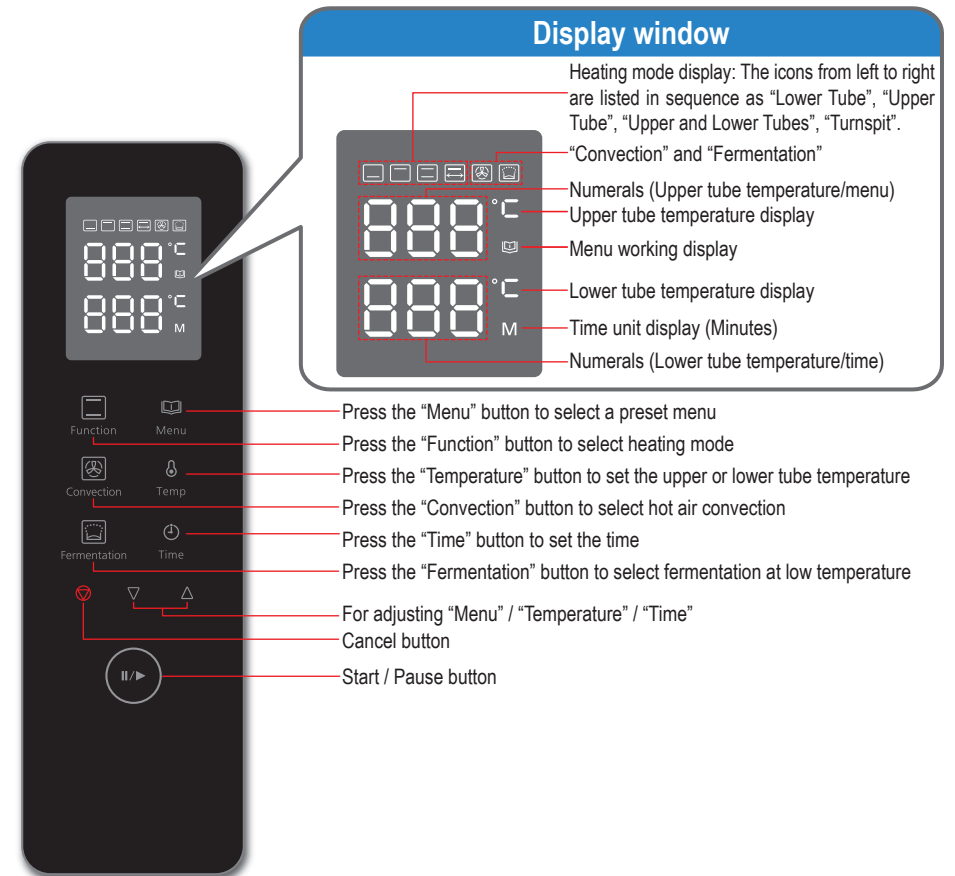 Display window
Heating mode display: The icons from left to right
are listed in sequence as “Lower Tube”, “Upper
Tube”, “Upper and Lower Tubes”, “Turnspit”.
“Convection” and “Fermentation”
Numerals (Upper tube temperature/menu)
Upper tube temperature display
Menu working display
Lower tube temperature display
Time unit display (Minutes)
Numerals (Lower tube temperature/time)
888 °C
888 °C
M
888 °C
888 °C
M
Function Menu
Convection Temp
Fermentation Time
Press the “Menu” button to select a preset menu
Press the “Function” button to select heating mode
Press the “Temperature” button to set the upper or lower tube temperature
Press the “Convection” button to select hot air convection
Press the “Time” button to set the time
Press the “Fermentation” button to select fermentation at low temperature
For adjusting “Menu” / “Temperature” / “Time”
Cancel button
Start / Pause button